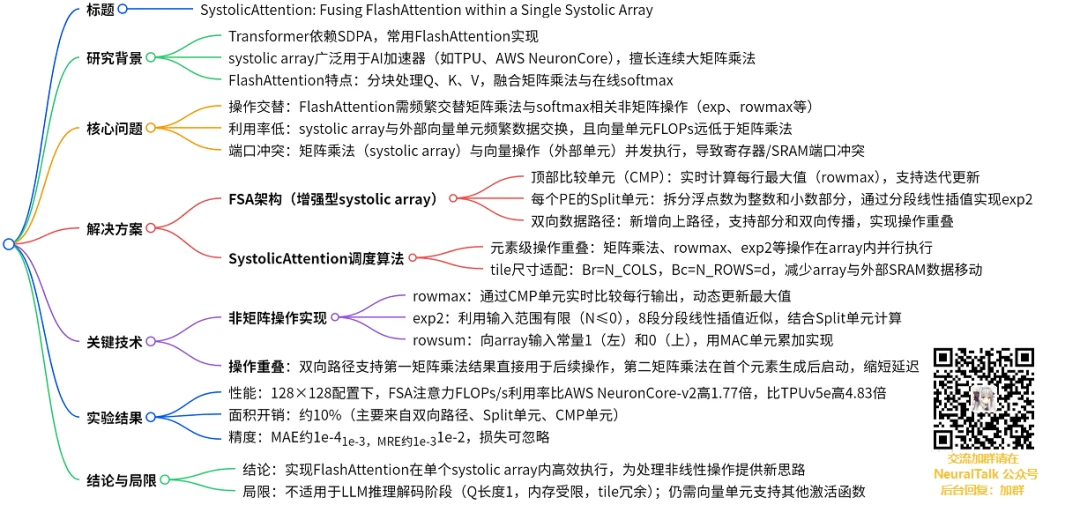 标题
SystolicAttention: Fusing FlashAttention within a Single Systolic Array
研究背景
Transformer依赖SDPA，常用FlashAttention实现
systolic array广泛用于AI加速器（如TPU、AWS NeuronCore），擅长连续大矩阵乘法
FlashAttention特点：分块处理Q、K、V，融合矩阵乘法与在线softmax
核心问题
操作交替：FlashAttention需频繁交替矩阵乘法与softmax相关非矩阵操作（exp、rowmax等）
利用率低：systolic array与外部向量单元频繁数据交换，且向量单元FLOPs远低于矩阵乘法
端口冲突：矩阵乘法（systolic array）与向量操作（外部单元）并发执行，导致寄存器/SRAM端口冲突
解决方案
FSA架构（增强型systolic array）
顶部比较单元（CMP）：实时计算每行最大值（rowmax），支持迭代更新
每个PE的Split单元：拆分浮点数为整数和小数部分，通过分段线性插值实现exp2
双向数据路径：新增向上路径，支持部分和双向传播，实现操作重叠
SystolicAttention调度算法
元素级操作重叠：矩阵乘法、rowmax、exp2等操作在array内并行执行
tile尺寸适配：Br=N_COLS，Bc=N_ROWS=d，减少array与外部SRAM数据移动
关键技术
非矩阵操作实现
rowmax：通过CMP单元实时比较每行输出，动态更新最大值
exp2：利用输入范围有限（N≤0），8段分段线性插值近似，结合Split单元计算
rowsum：向array输入常量1（左）和0（上），用MAC单元累加实现
操作重叠：双向路径支持第一矩阵乘法结果直接用于后续操作，第二矩阵乘法在首个元素生成后启动，缩短延迟
实验结果
性能：128×128配置下，FSA注意力FLOPs/s利用率比AWS NeuronCore-v2高1.77倍，比TPUv5e高4.83倍
面积开销：约10%（主要来自双向路径、Split单元、CMP单元）
精度：MAE约1e-41e-3，MRE约1e-31e-2，损失可忽略
结论与局限
结论：实现FlashAttention在单个systolic array内高效执行，为处理非线性操作提供新思路
局限：不适用于LLM推理解码阶段（Q长度1，内存受限，tile冗余）；仍需向量单元支持其他激活函数
交流加群请在
NeuralTalk 公众号
后台回复：加群